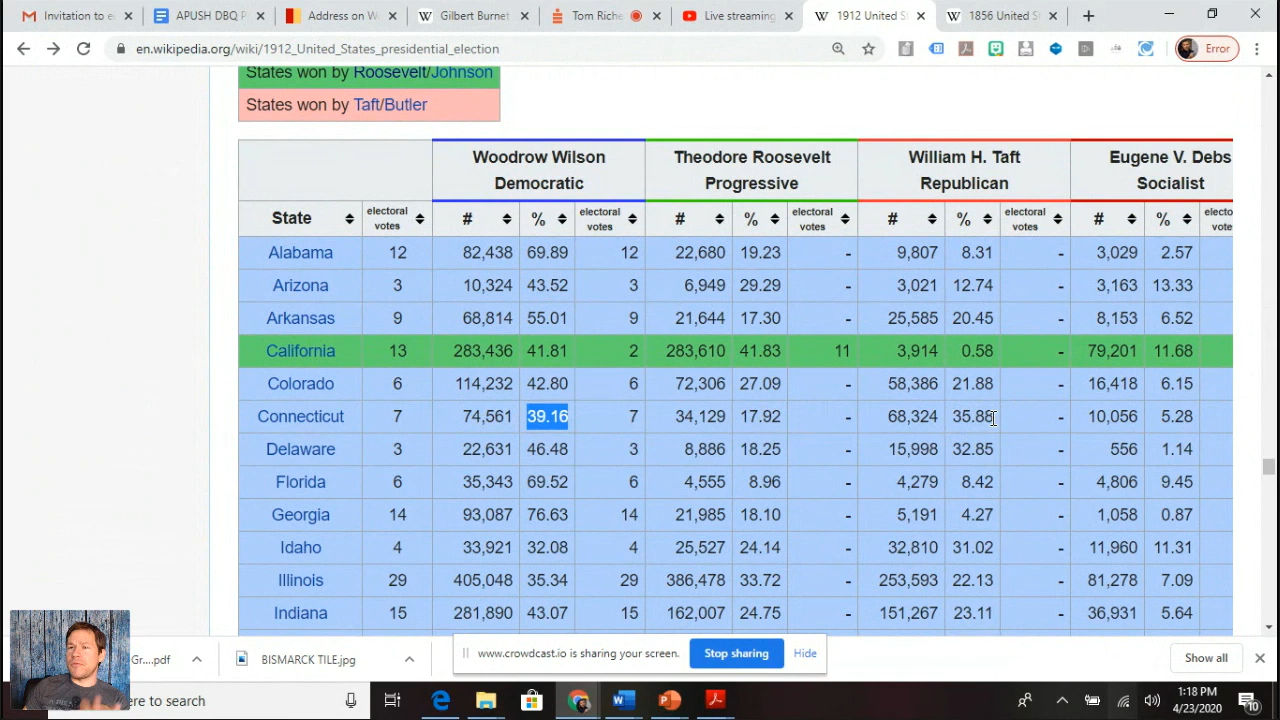 Invitation to e
APUSH DBQ P
Address on W
Gilbert Burnet
Tom Rich
Live streaming
1912 United S
1856 United S
en.wikipedia.org/wiki/1912_United_States_presidential_election
Error
States won by Roosevelt/Johnson
States won by Taft/Butler
Woodrow Wilson Democratic Theodore Roosevelt Progressive William H. Taft Republican Eugene V. Debs Socialist
State electoral votes # % electoral votes # % electoral votes # % electoral votes # % electo votes
Alabama 12 82,438 69.89 12 22,680 19.23 - 9,807 8.31 - 3,029 2.57
Arizona 3 10,324 43.52 3 6,949 29.29 - 3,021 12.74 - 3,163 13.33
Arkansas 9 68,814 55.01 9 21,644 17.30 - 25,585 20.45 - 8,153 6.52
California 13 283,436 41.81 2 283,610 41.83 11 3,914 0.58 - 79,201 11.68
Colorado 6 114,232 42.80 6 72,306 27.09 - 58,386 21.88 - 16,418 6.15
Connecticut 7 74,561 39.16 7 34,129 17.92 - 68,324 35.88 - 10,056 5.28
Delaware 3 22,631 46.48 3 8,886 18.25 - 15,998 32.85 - 556 1.14
Florida 6 35,343 69.52 6 4,555 8.96 - 4,279 8.42 - 4,806 9.45
Georgia 14 93,087 76.63 14 21,985 18.10 - 5,191 4.27 - 1,058 0.87
Idaho 4 33,921 32.08 4 25,527 24.14 - 32,810 31.02 - 11,960 11.31
Illinois 29 405,048 35.34 29 386,478 33.72 - 253,593 22.13 - 81,278 7.09
Indiana 15 281,890 43.07 15 162,007 24.75 - 151,267 23.11 - 36,931 5.64
Gr....pdf
BISMARCK TILE.jpg
www.crowdcast.io is sharing your screen.
Stop sharing
Hide
Show all
ere to search
1:18 PM
4/23/2020
10